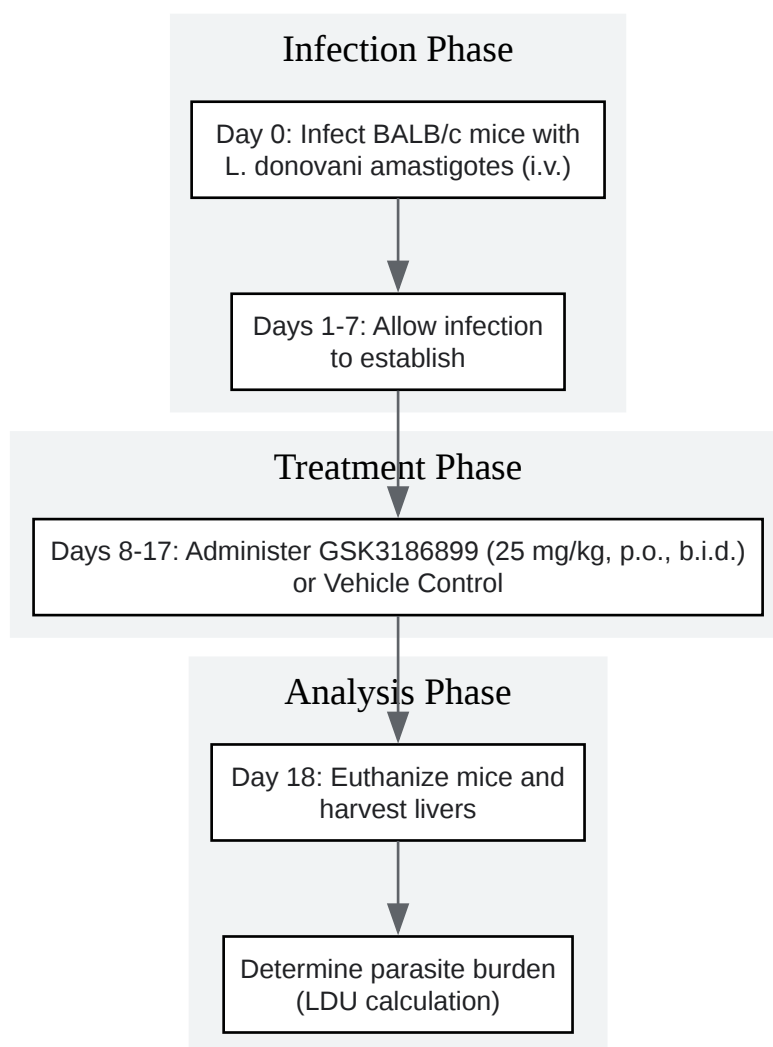 Infection Phase
Day 0: Infect BALB/c mice with
L. donovani amastigotes (i.v.)
Days 1-7: Allow infection
to establish
Treatment Phase
Days 8-17: Administer GSK3186899 (25 mg/kg, p.o., b.i.d.)
or Vehicle Control
Analysis Phase
Day 18: Euthanize mice and
harvest livers
Determine parasite burden
(LDU calculation)